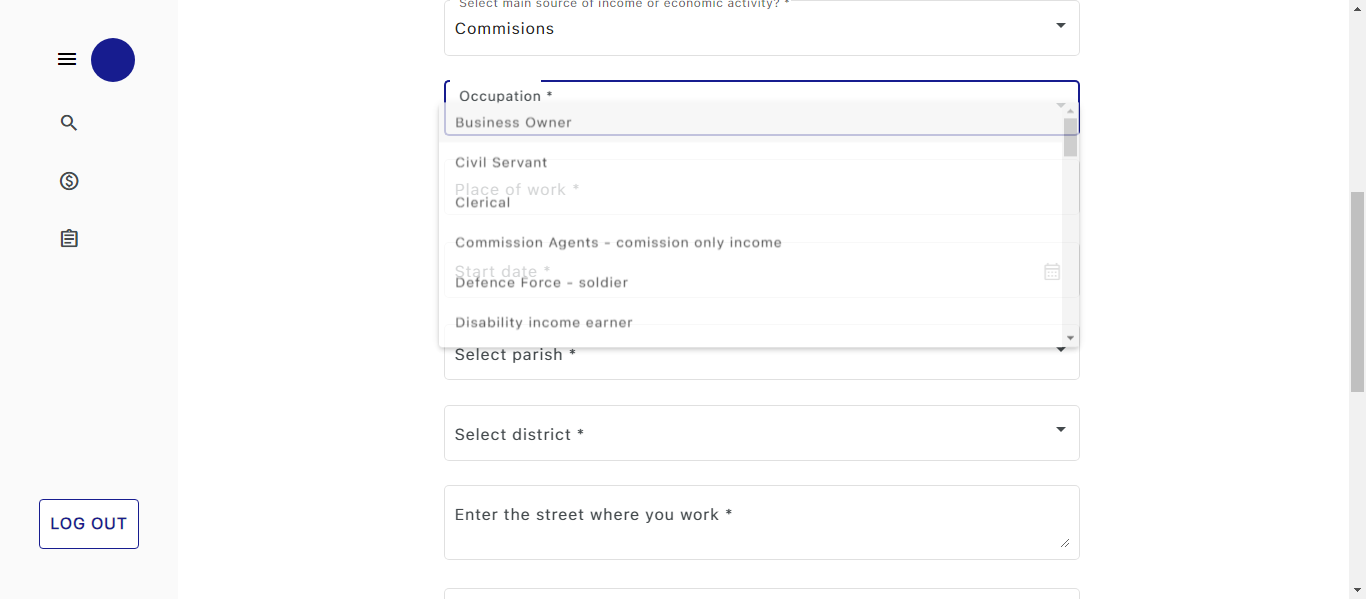 Select main source of income or economic activity? *
Commisions
Occupation *
Business Owner
Civil Servant
Place of work *
Clerical
Commission Agents - comission only income
Start date *
Defence Force - soldier
Disability income earner
Select parish *
Select district *
Enter the street where you work *
LOG OUT